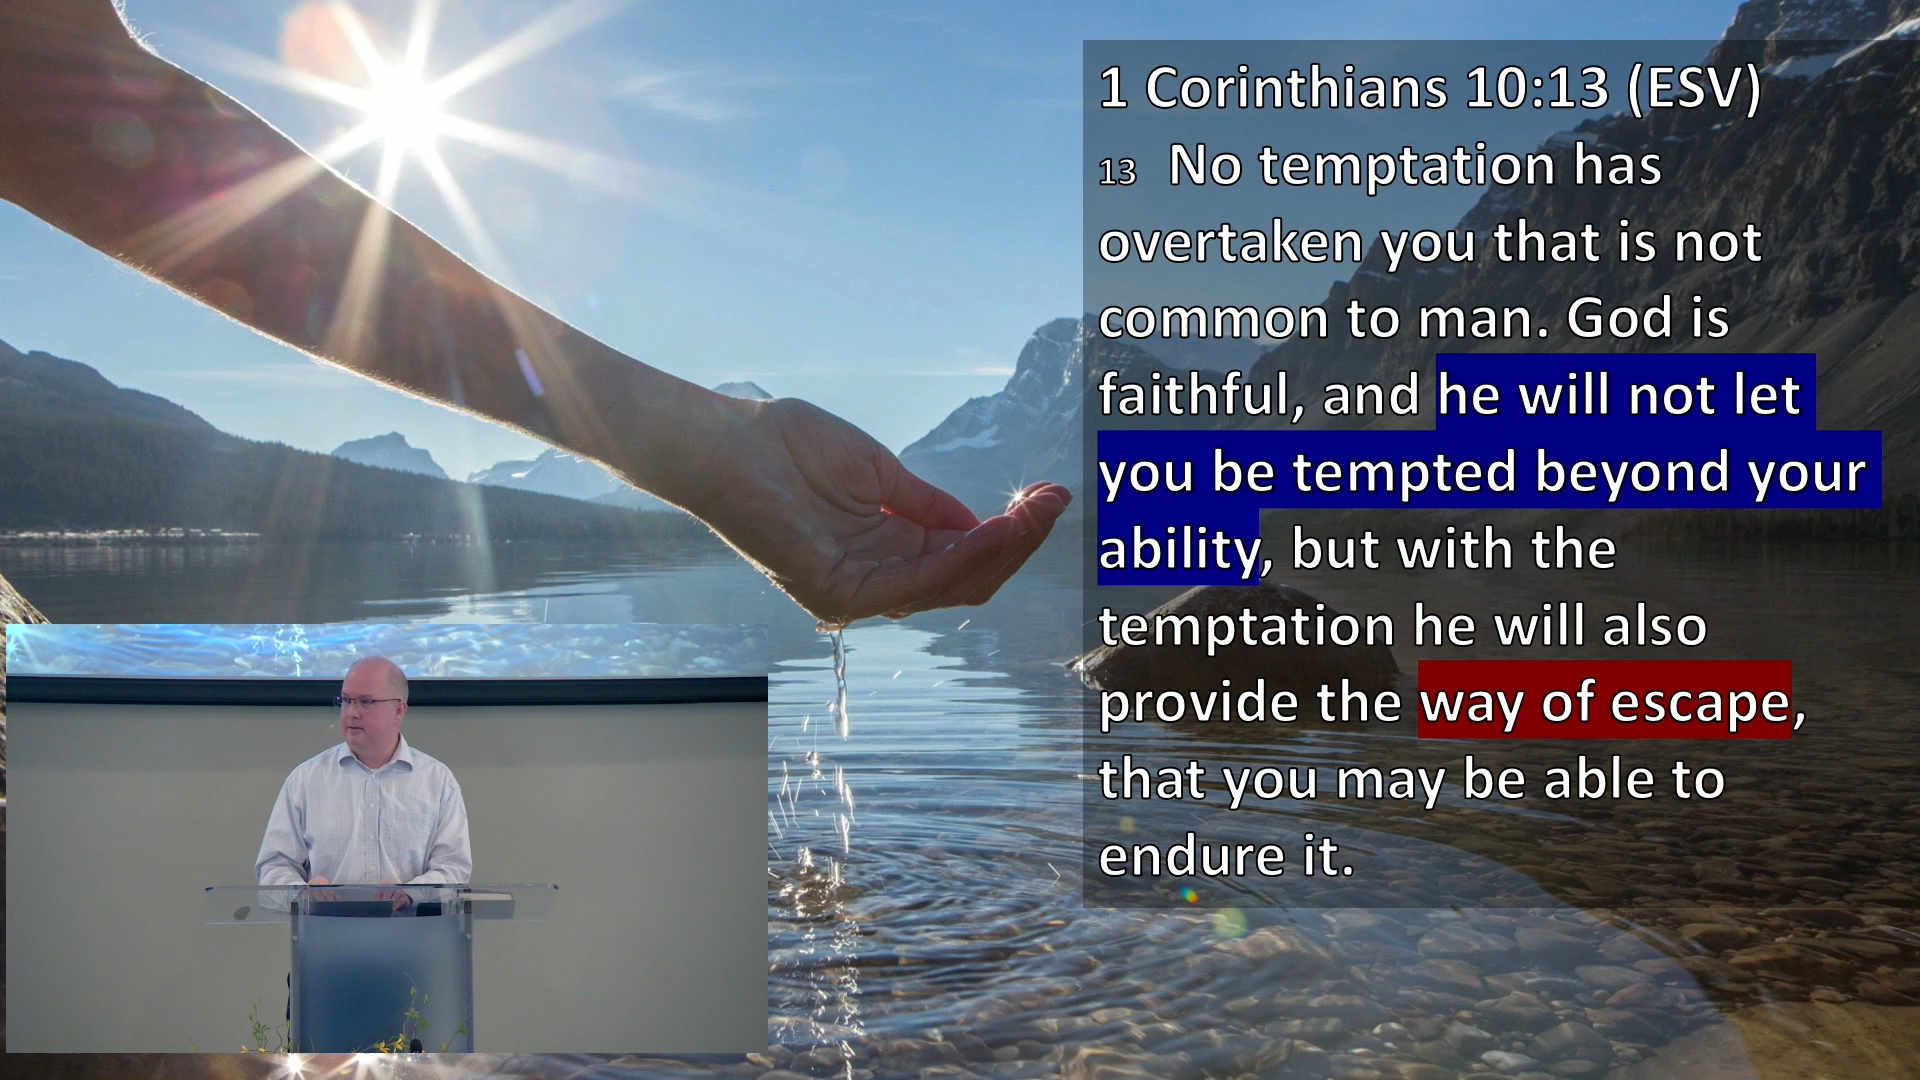 1 Corinthians 10:13 (ESV)
13 No temptation has
overtaken you that is not
common to man. God is
faithful, and he will not let
you be tempted beyond your
ability, but with the
temptation he will also
provide the way of escape,
that you may be able to
endure it.